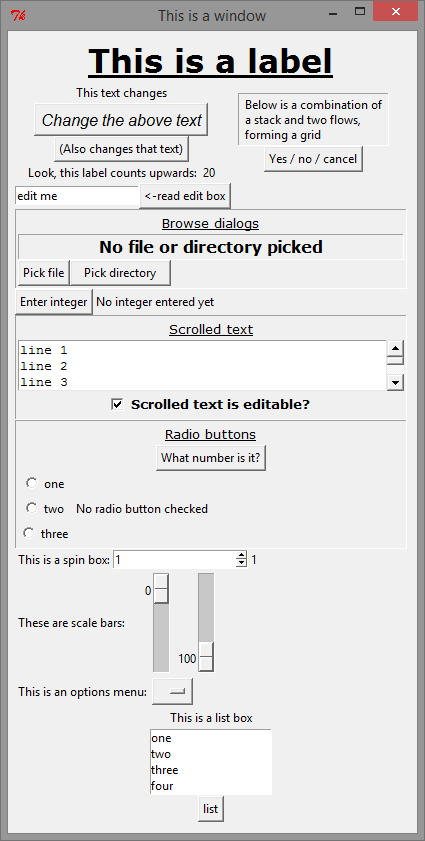 This is a window
This is a label
This text changes
Change the above text
(Also changes that text)
Below is a combination of
a stack and two flows,
forming a grid
Yes / no / cancel
Look, this label counts upwards: 20
edit me
<-read edit box
Browse dialogs
No file or directory picked
Pick file
Pick directory
Enter integer
No integer entered yet
Scrolled text
line 1
line 2
line 3
Scrolled text is editable?
Radio buttons
What number is it?
one
two
No radio button checked
three
This is a spin box:
1
1
0
These are scale bars:
100
This is an options menu:
This is a list box
one
two
three
four
list